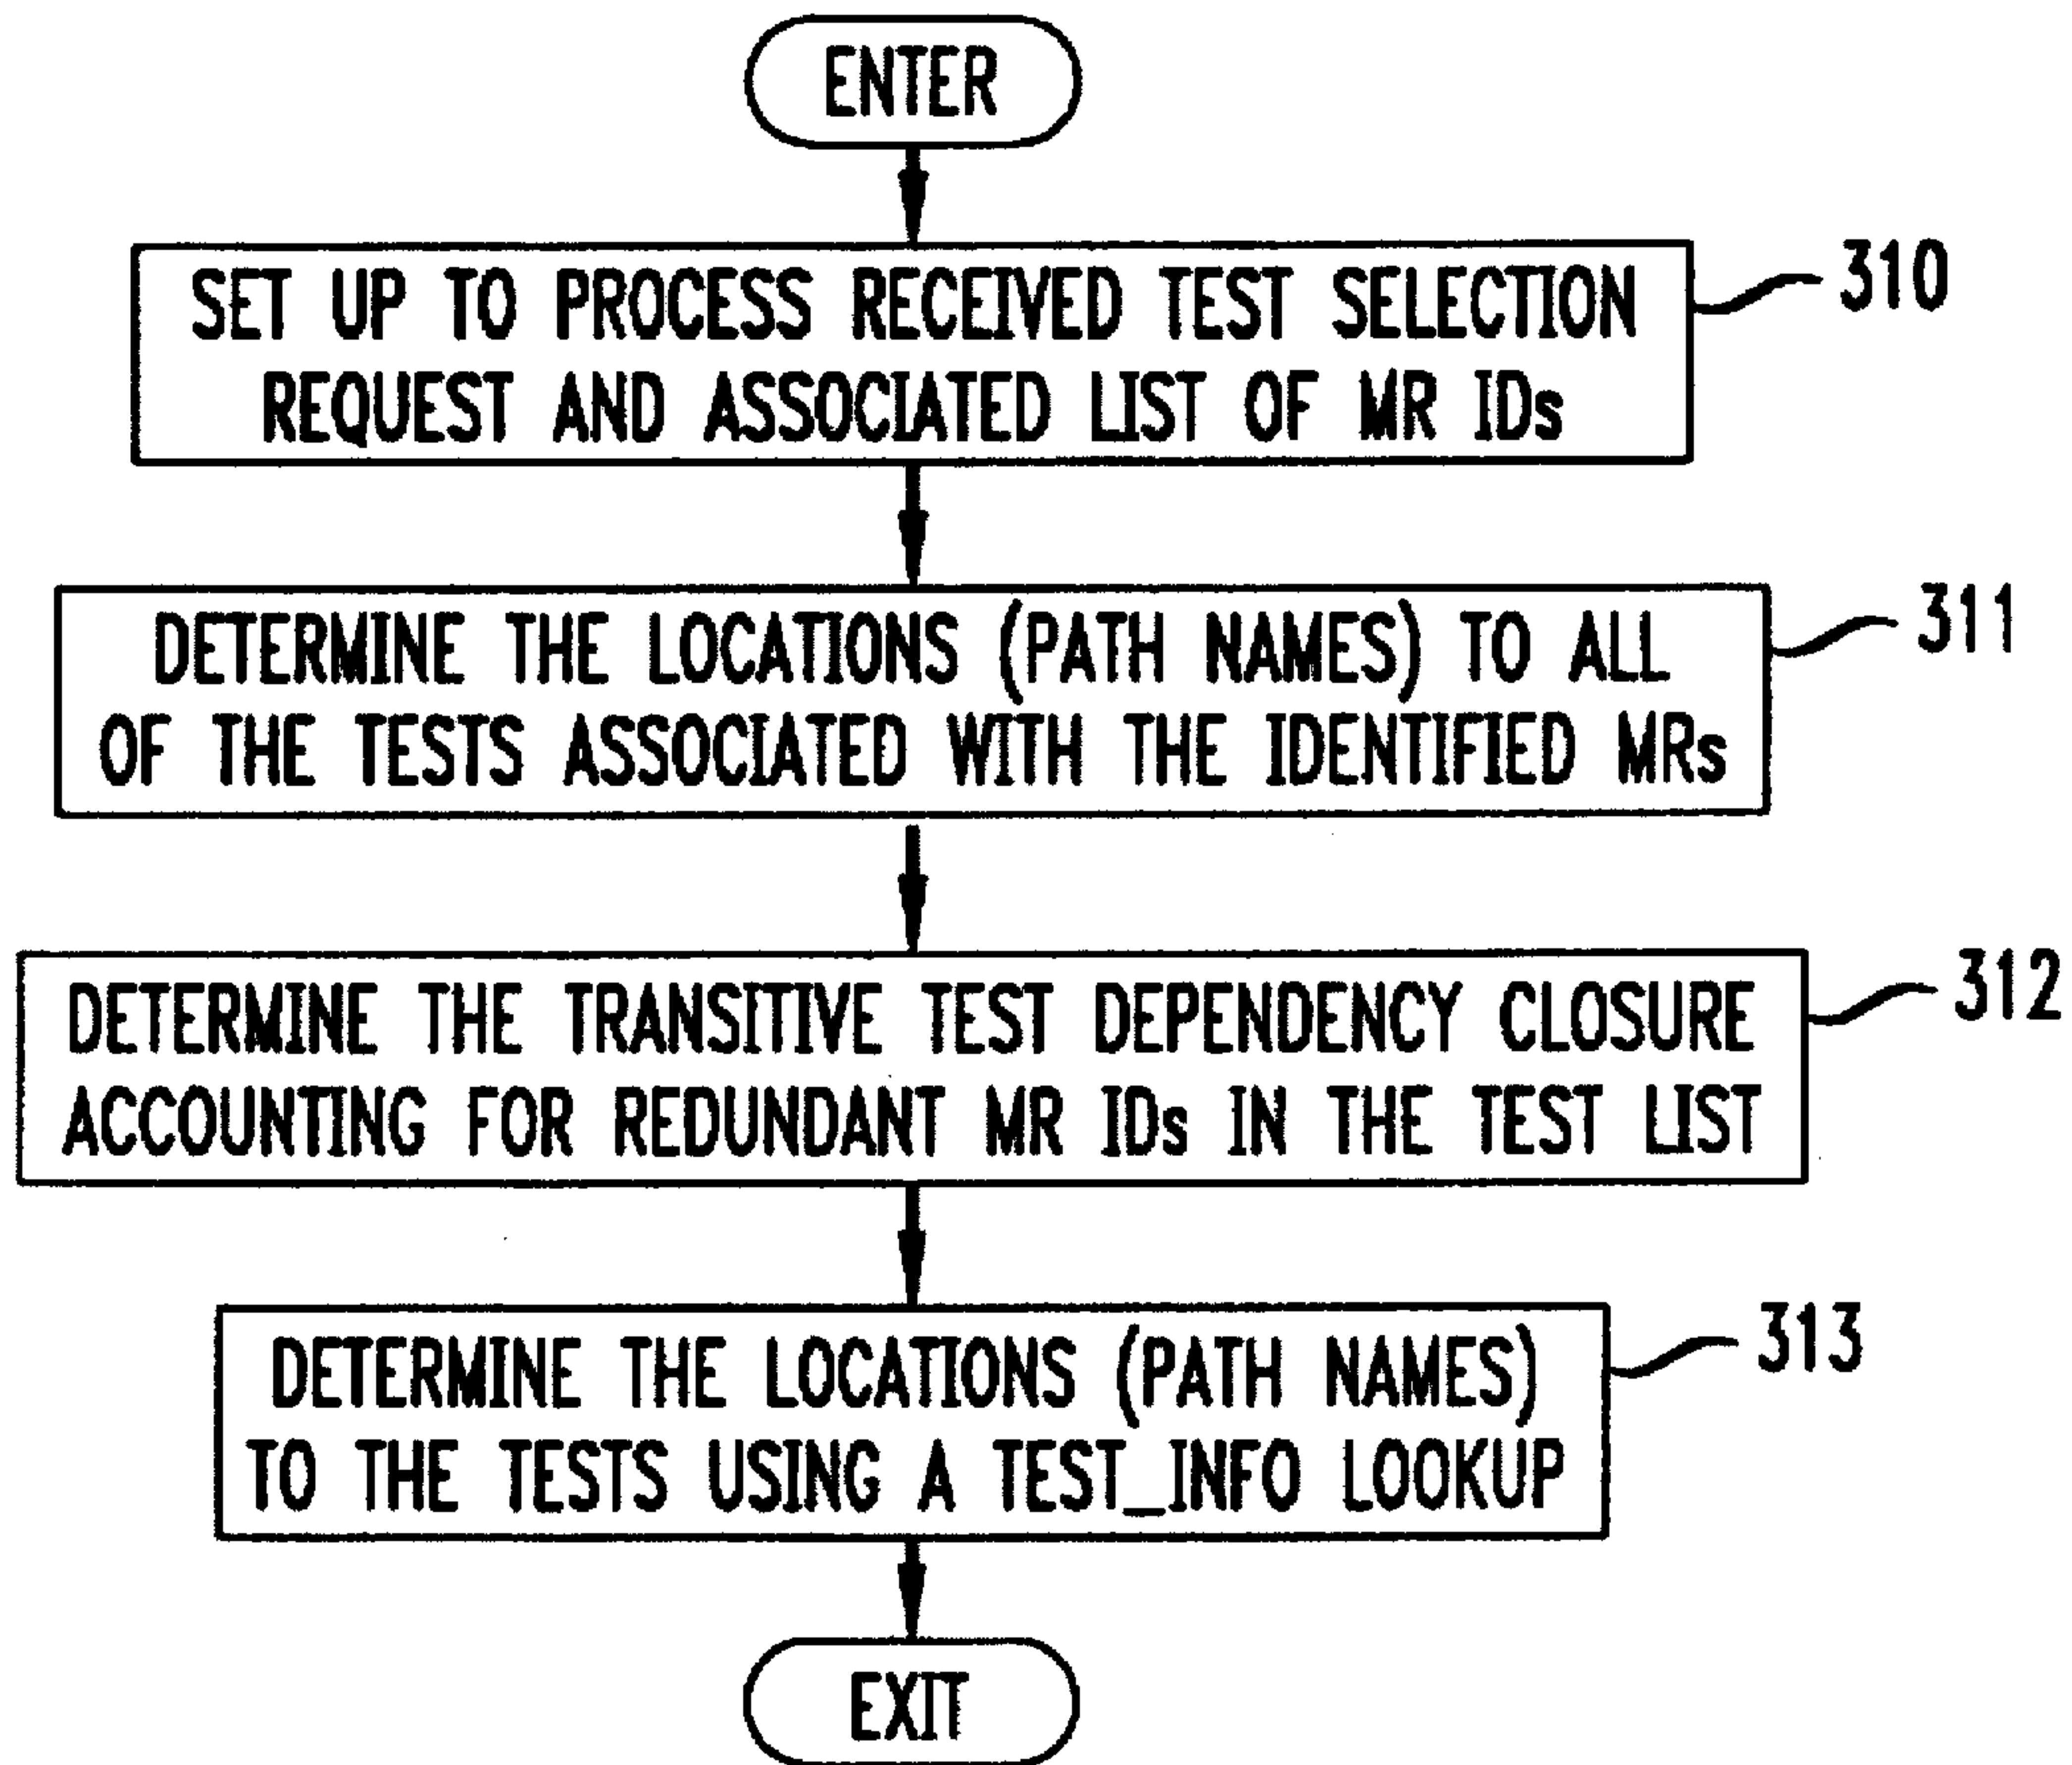 ENTER
SET UP TO PROCESS RECEIVED TEST SELECTION
REQUEST AND ASSOCIATED LIST OF MR IDs
310
DETERMINE THE LOCATIONS (PATH NAMES) TO ALL
OF THE TESTS ASSOCIATED WITH THE IDENTIFIED MRs
311
DETERMINE THE TRANSITIVE TEST DEPENDENCY CLOSURE
ACCOUNTING FOR REDUNDANT MR IDs IN THE TEST LIST
312
DETERMINE THE LOCATIONS (PATH NAMES)
TO THE TESTS USING A TEST_INFO LOOKUP
313
EXIT